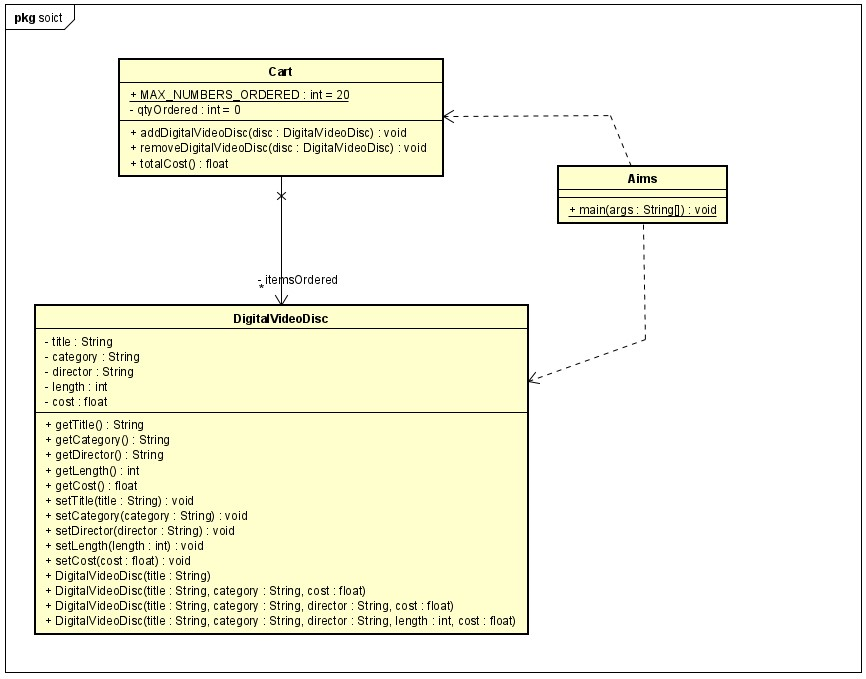 pkg soict
Cart
+ MAX_NUMBERS_ORDERED : int = 20
- qtyOrdered : int = 0
+ addDigitalVideoDisc(disc : DigitalVideoDisc) : void
+ removeDigitalVideoDisc(disc : DigitalVideoDisc) : void
+ totalCost() : float
Aims
+ main(args : String[]) : void
- itemsOrdered
*
DigitalVideoDisc
- title : String
- category : String
- director : String
- length : int
- cost : float
+ getTitle() : String
+ getCategory() : String
+ getDirector() : String
+ getLength() : int
+ getCost() : float
+ setTitle(title : String) : void
+ setCategory(category : String) : void
+ setDirector(director : String) : void
+ setLength(length : int) : void
+ setCost(cost : float) : void
+ DigitalVideoDisc(title : String)
+ DigitalVideoDisc(title : String, category : String, cost : float)
+ DigitalVideoDisc(title : String, category : String, director : String, cost : float)
+ DigitalVideoDisc(title : String, category : String, director : String, length : int, cost : float)